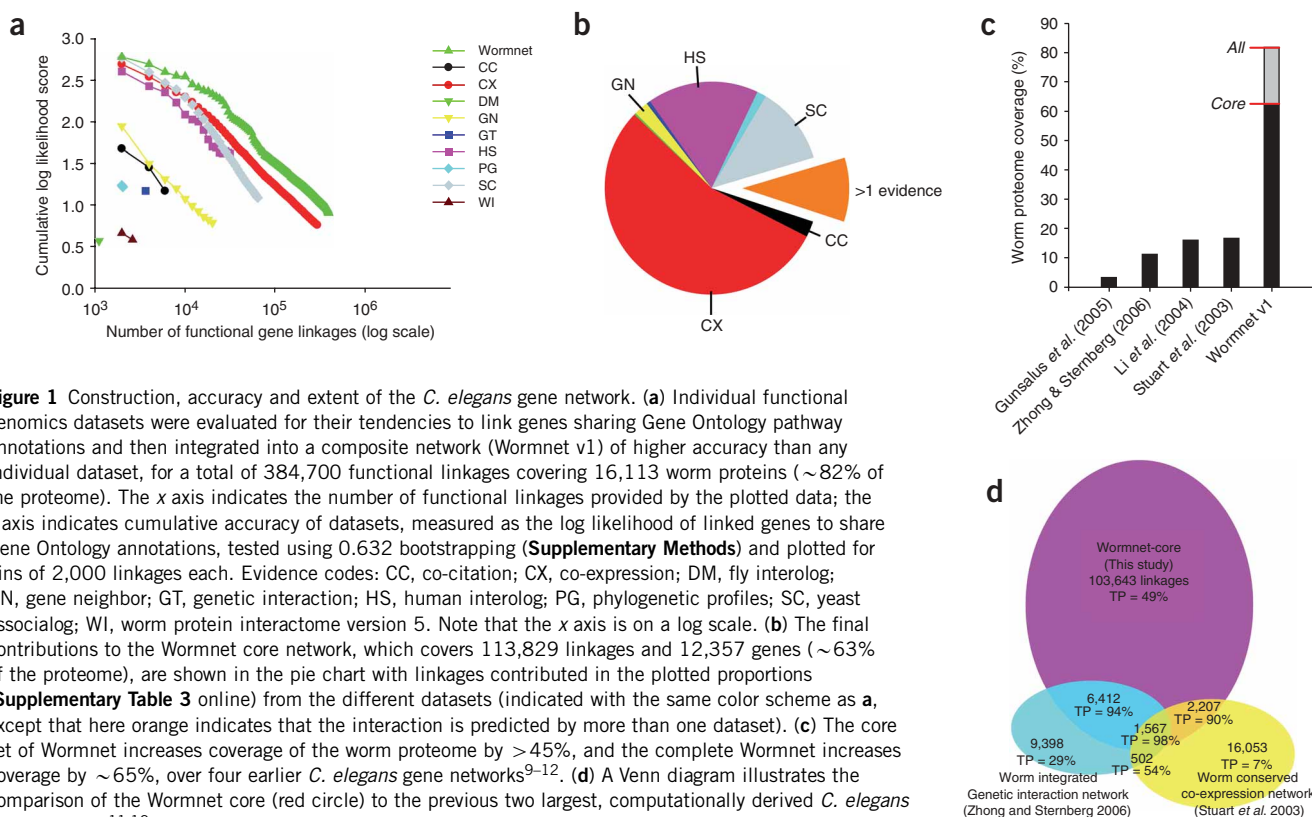 a
3.0
2.5
2.0
1.5
1.0
0.5
0.0
10³
10⁴
10⁵
10⁶
Cumulative log likelihood score
Number of functional gene linkages (log scale)
Wormnet
CC
CX
DM
GN
GT
HS
PG
SC
WI
b
HS
GN
SC
>1 evidence
CC
CX
c
90
80
70
60
50
40
30
20
10
0
Worm proteome coverage (%)
All
Core
Gunsalus et al. (2005)
Zhong & Sternberg (2006)
Li et al. (2004)
Stuart et al. (2003)
Wormnet v1
igure 1 Construction, accuracy and extent of the C. elegans gene network. (a) Individual functional
enomics datasets were evaluated for their tendencies to link genes sharing Gene Ontology pathway
nnotations and then integrated into a composite network (Wormnet v1) of higher accuracy than any
ndividual dataset, for a total of 384,700 functional linkages covering 16,113 worm proteins (~82% of
he proteome). The x axis indicates the number of functional linkages provided by the plotted data; the
axis indicates cumulative accuracy of datasets, measured as the log likelihood of linked genes to share
ene Ontology annotations, tested using 0.632 bootstrapping (Supplementary Methods) and plotted for
ins of 2,000 linkages each. Evidence codes: CC, co-citation; CX, co-expression; DM, fly interolog;
N, gene neighbor; GT, genetic interaction; HS, human interolog; PG, phylogenetic profiles; SC, yeast
ssocialog; WI, worm protein interactome version 5. Note that the x axis is on a log scale. (b) The final
ontributions to the Wormnet core network, which covers 113,829 linkages and 12,357 genes (~63%
f the proteome), are shown in the pie chart with linkages contributed in the plotted proportions
Supplementary Table 3 online) from the different datasets (indicated with the same color scheme as a,
xcept that here orange indicates that the interaction is predicted by more than one dataset). (c) The core
et of Wormnet increases coverage of the worm proteome by >45%, and the complete Wormnet increases
overage by ~65%, over four earlier C. elegans gene networks⁹⁻¹². (d) A Venn diagram illustrates the
omparison of the Wormnet core (red circle) to the previous two largest, computationally derived C. elegans
d
Wormnet-core
(This study)
103,643 linkages
TP = 49%
6,412
TP = 94%
2,207
TP = 90%
1,567
TP = 98%
9,398
TP = 29%
502
TP = 54%
16,053
TP = 7%
Worm integrated
Genetic interaction network
(Zhong and Sternberg 2006)
Worm conserved
co-expression network
(Stuart et al. 2003)